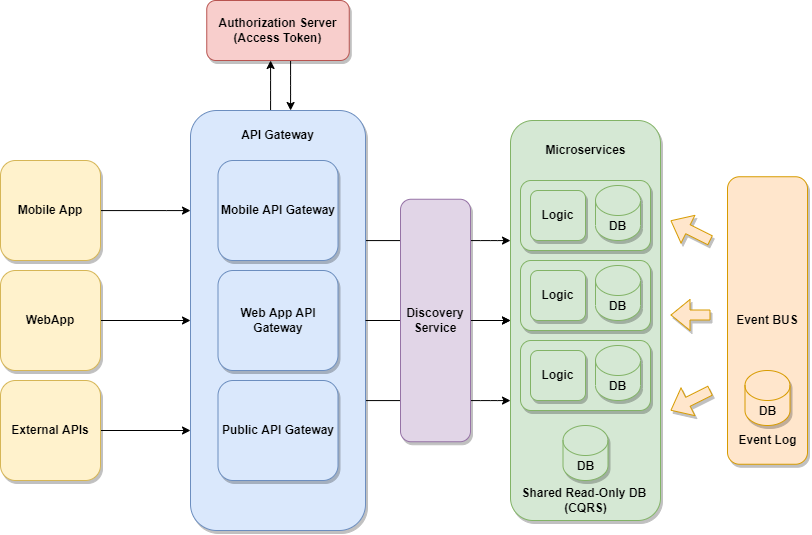 Authorization Server
(Access Token)
API Gateway
Mobile App
Mobile API Gateway
WebApp
Web App API
Gateway
External APIs
Public API Gateway
Discovery
Service
Microservices
Logic
DB
Logic
DB
Logic
DB
DB
Shared Read-Only DB
(CQRS)
Event BUS
DB
Event Log